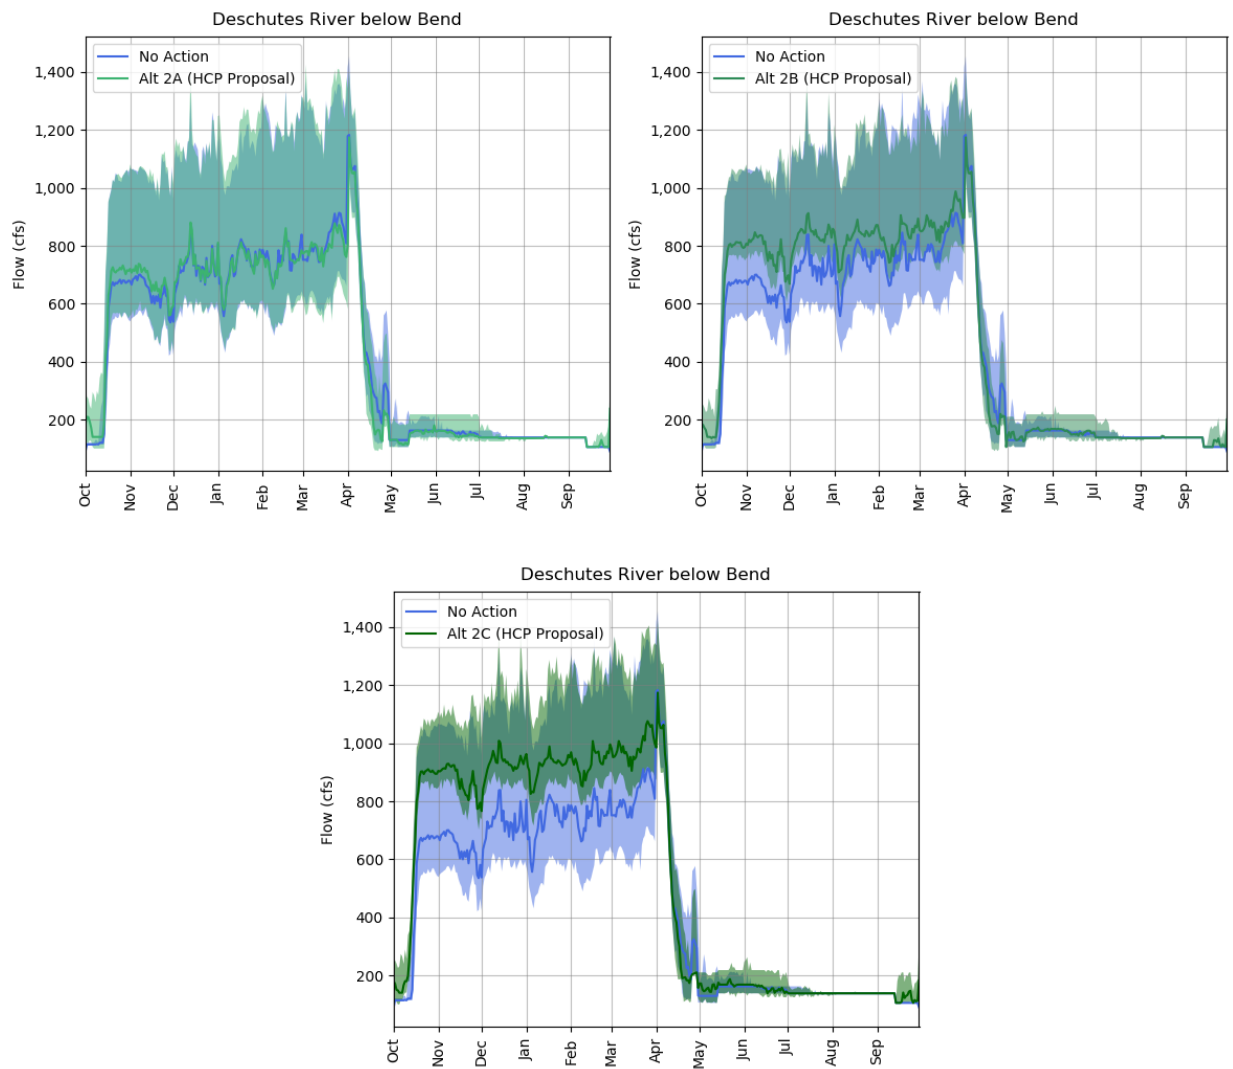 Deschutes River below Bend
No Action
Alt 2A (HCP Proposal)
1,400
1,200
1,000
800
600
400
200
Flow (cfs)
Oct
Nov
Dec
Jan
Feb
Mar
Apr
May
Jun
Jul
Aug
Sep
Deschutes River below Bend
No Action
Alt 2B (HCP Proposal)
1,400
1,200
1,000
800
600
400
200
Flow (cfs)
Oct
Nov
Dec
Jan
Feb
Mar
Apr
May
Jun
Jul
Aug
Sep
Deschutes River below Bend
No Action
Alt 2C (HCP Proposal)
1,400
1,200
1,000
800
600
400
200
Flow (cfs)
Oct
Nov
Dec
Jan
Feb
Mar
Apr
May
Jun
Jul
Aug
Sep